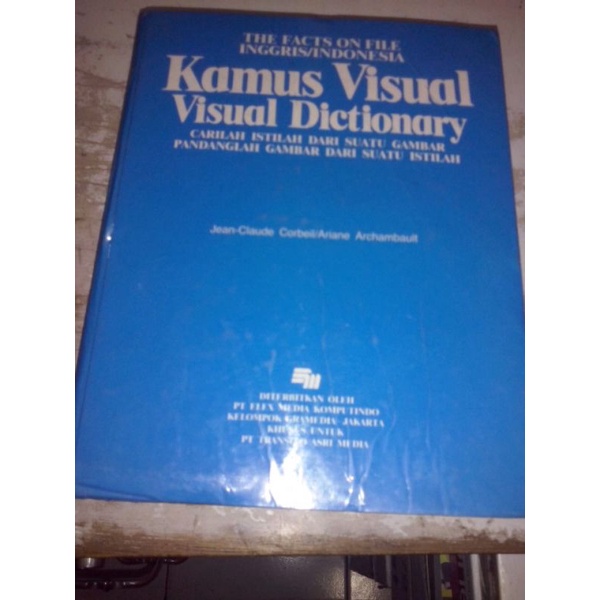 THE FACTS ON FILE
INGGRIS/INDONESIA
Kamus Visual
Visual Dictionary
CARILAH ISTILAH DARI SUATU GAMBAR
PANDANGLAH GAMBAR DARI SUATU ISTILAH
Jean-Claude Corbeil/Ariane Archambault
DITERBITKAN OLEH
PT ELEX MEDIA KOMPUTINDO
KELOMPOK GRAMEDIA/ JAKARTA
KHUSUS UNTUK
PT ASRI MEDIA